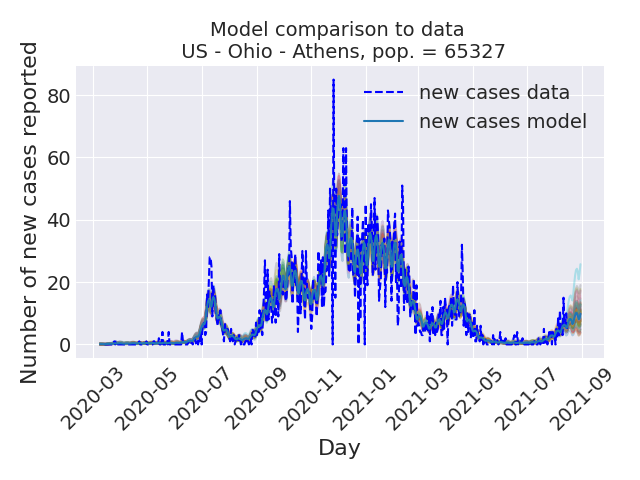 Model comparison to data
US - Ohio - Athens, pop. = 65327
Number of new cases reported
80
60
40
20
0
new cases data
new cases model
2020-03
2020-05
2020-07
2020-09
2020-11
2021-01
2021-03
2021-05
2021-07
2021-09
Day